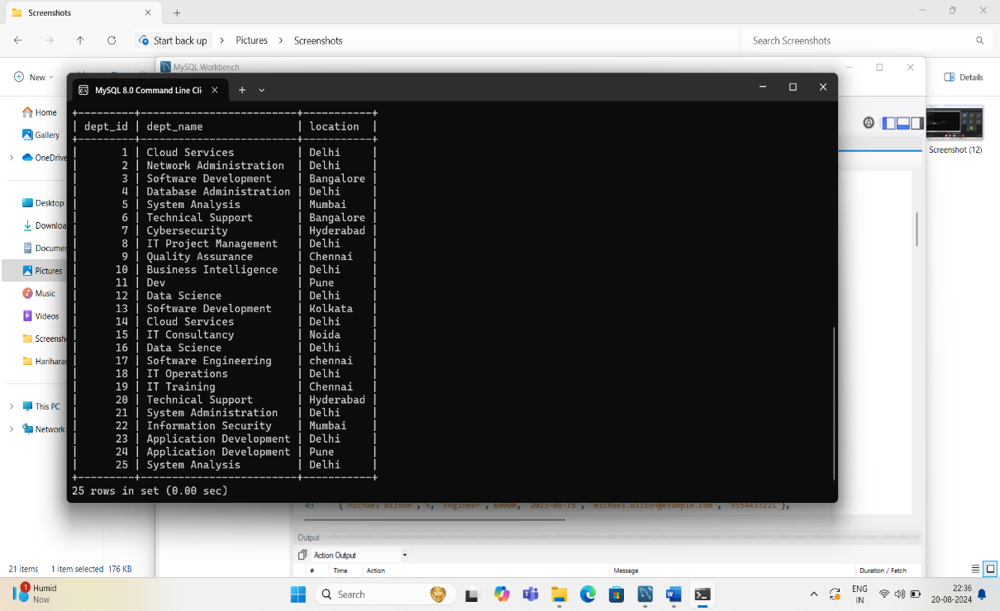 Screenshots
Start back up > Pictures > Screenshots
Search Screenshots
New
Details
MySQL Workbench
MySQL 8.0 Command Line Cli
Home
Gallery
OneDrive
Desktop
Downloa
Documen
Pictures
Music
Videos
Screensh
Hariharan
This PC
Network
Screenshot (12)
+---------+-------------------------+-----------+
| dept_id | dept_name | location |
+---------+-------------------------+-----------+
| 1 | Cloud Services | Delhi |
| 2 | Network Administration | Delhi |
| 3 | Software Development | Bangalore |
| 4 | Database Administration | Delhi |
| 5 | System Analysis | Mumbai |
| 6 | Technical Support | Bangalore |
| 7 | Cybersecurity | Hyderabad |
| 8 | IT Project Management | Delhi |
| 9 | Quality Assurance | Chennai |
| 10 | Business Intelligence | Delhi |
| 11 | Dev | Pune |
| 12 | Data Science | Delhi |
| 13 | Software Development | Kolkata |
| 14 | Cloud Services | Delhi |
| 15 | IT Consultancy | Noida |
| 16 | Data Science | Delhi |
| 17 | Software Engineering | chennai |
| 18 | IT Operations | Delhi |
| 19 | IT Training | Chennai |
| 20 | Technical Support | Hyderabad |
| 21 | System Administration | Delhi |
| 22 | Information Security | Mumbai |
| 23 | Application Development | Delhi |
| 24 | Application Development | Pune |
| 25 | System Analysis | Delhi |
+---------+-------------------------+-----------+
25 rows in set (0.00 sec)
43 ('Michael Wilson', 5, 'Engineer', 69000, '2023-06-15', 'michael.wilson@example.com', '9554433221'),
Output
Action Output
# Time Action Message Duration / Fetch
21 items 1 item selected 176 KB
1
Humid
Now
Search
ENG
IN
22:36
20-08-2024